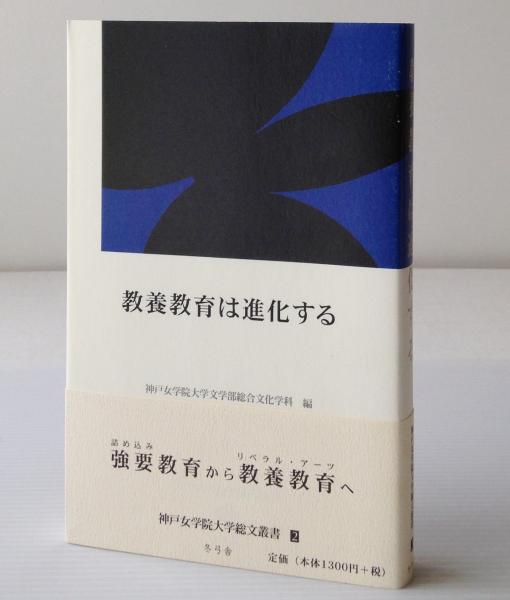 教養教育は進化する
神戸女学院大学文学部総合文化学科 編
詰め込み リベラル・アーツ
強要教育から教養教育へ
神戸女学院大学総文叢書 2
冬弓舎
定価（本体1300円＋税）